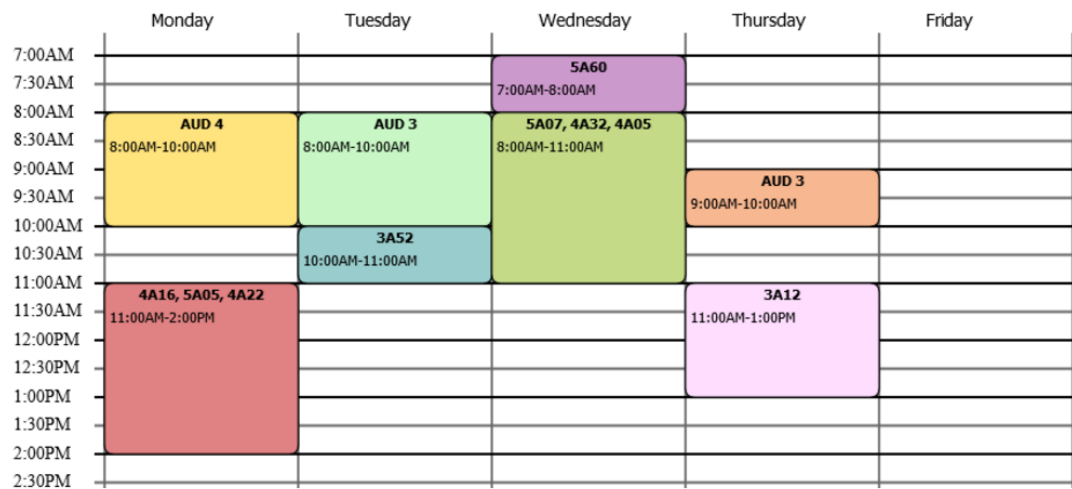 Monday Tuesday Wednesday Thursday Friday
7:00AM
5A60
7:30AM
7:00AM-8:00AM
8:00AM
AUD 4 AUD 3 5A07, 4A32, 4A05
8:30AM
8:00AM-10:00AM 8:00AM-10:00AM 8:00AM-11:00AM
9:00AM
AUD 3
9:30AM
9:00AM-10:00AM
10:00AM
3A52
10:30AM
10:00AM-11:00AM
11:00AM
4A16, 5A05, 4A22 3A12
11:30AM
11:00AM-2:00PM 11:00AM-1:00PM
12:00PM
12:30PM
1:00PM
1:30PM
2:00PM
2:30PM